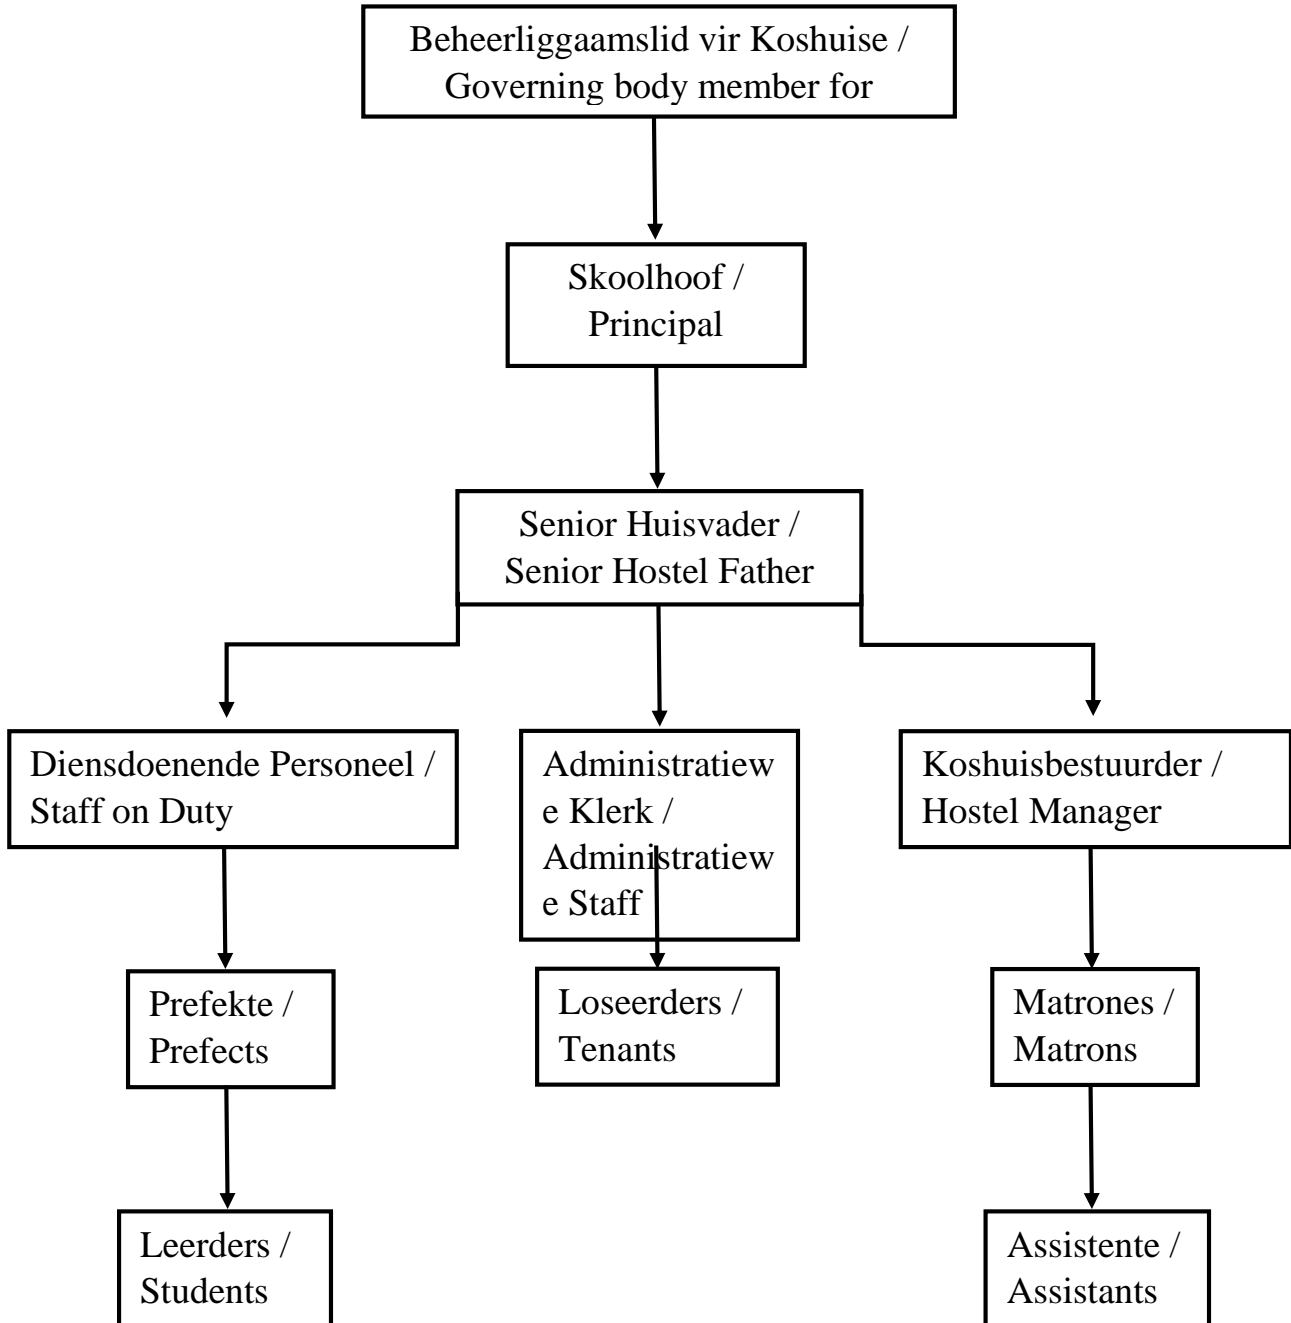 Beheerliggaamslid vir Koshuise /
Governing body member for
Skoolhoof /
Principal
Senior Huisvader /
Senior Hostel Father
Diensdoenende Personeel /
Staff on Duty
Administratiew
e Klerk /
Administratiew
e Staff
Koshuisbestuurder /
Hostel Manager
Prefekte /
Prefects
Loseerders /
Tenants
Matrones /
Matrons
Leerders /
Students
Assistente /
Assistants